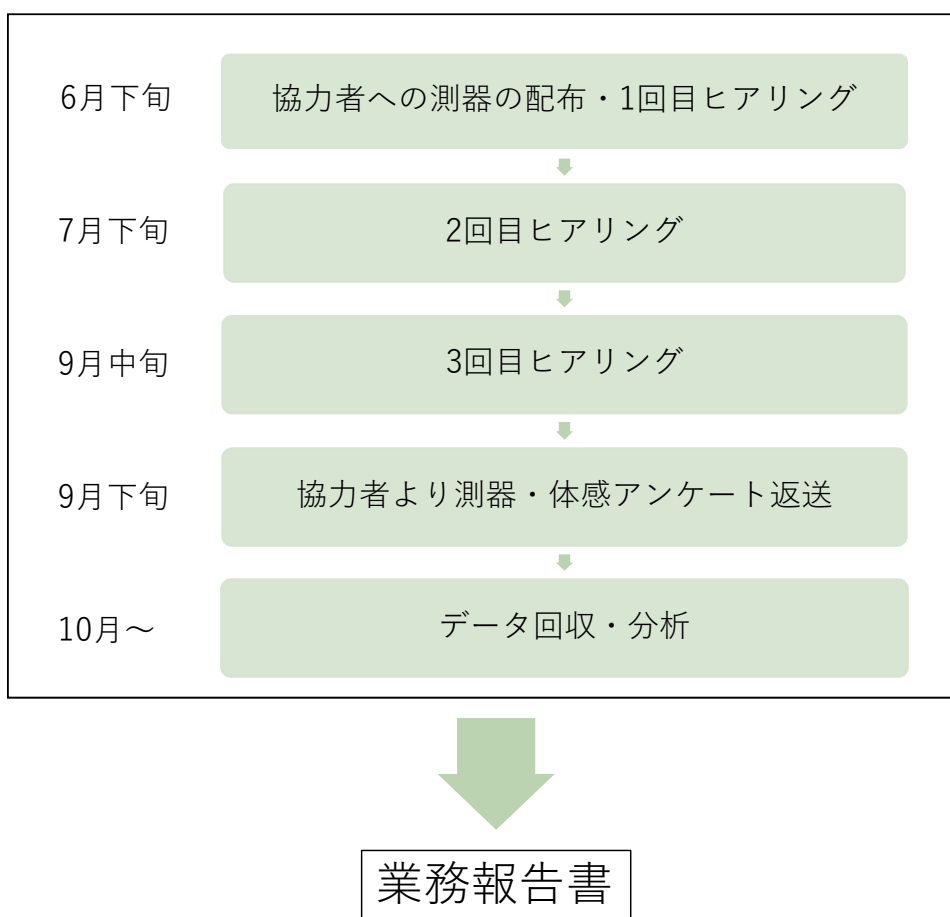 6月下旬 協力者への測器の配布・1回目ヒアリング
7月下旬 2回目ヒアリング
9月中旬 3回目ヒアリング
9月下旬 協力者より測器・体感アンケート返送
10月～ データ回収・分析
業務報告書